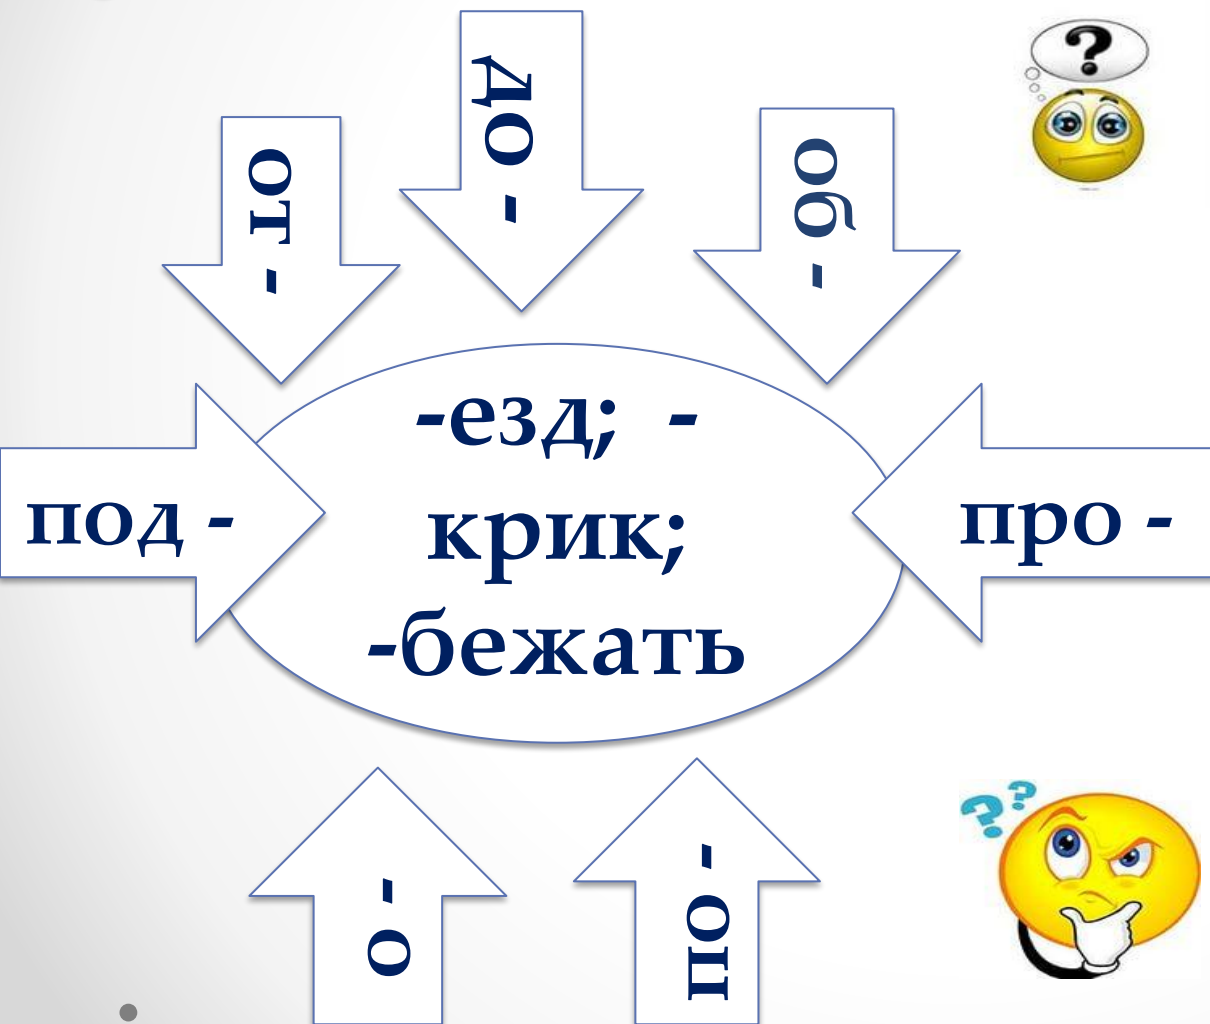 до -
от -
об -
?
-езд; -
крик;
-бежать
под -
про -
о -
по -
? ?